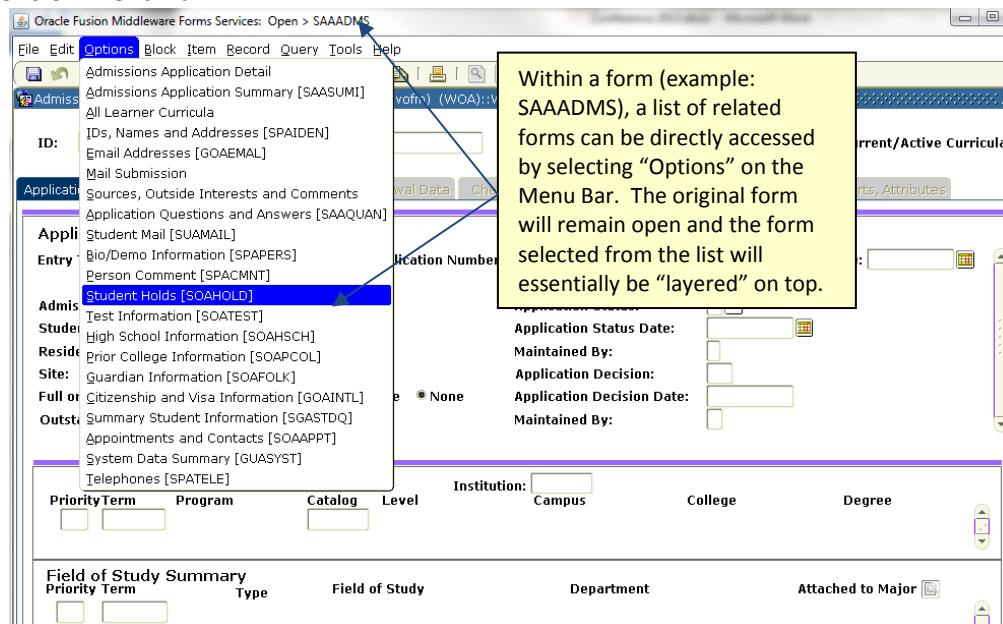 Oracle Fusion Middleware Forms Services: Open > SAAADMS
File Edit Options Block Item Record Query Tools Help
Admissions Application Detail
Admissions Application Summary [SAASUMI]
All Learner Curricula
IDs, Names and Addresses [SPAIDEN]
Email Addresses [GOAEMAL]
Mail Submission
Sources, Outside Interests and Comments
Application Questions and Answers [SAAQUAN]
Student Mail [SUAMAIL]
Bio/Demo Information [SPAPERS]
Person Comment [SPACMNT]
Student Holds [SOAHOLD]
Test Information [SOATEST]
High School Information [SOAHSCH]
Prior College Information [SOAPCOL]
Guardian Information [SOAFOLK]
Citizenship and Visa Information [GOAINTL]
Summary Student Information [SGASTDQ]
Appointments and Contacts [SOAAPPT]
System Data Summary [GUASYST]
Telephones [SPATELE]
Within a form (example:
SAAADMS), a list of related
forms can be directly accessed
by selecting “Options” on the
Menu Bar. The original form
will remain open and the form
selected from the list will
essentially be “layered” on top.
(WOA)
ID:
Curricula
Data
Attributes
Entry
Number
Application Status Date:
Maintained By:
Site:
Application Decision:
Full or
None
Application Decision Date:
Maintained By:
Institution:
Priority Term Program Catalog Level Campus College Degree
Field of Study Summary
Priority Term Type Field of Study Department Attached to Major